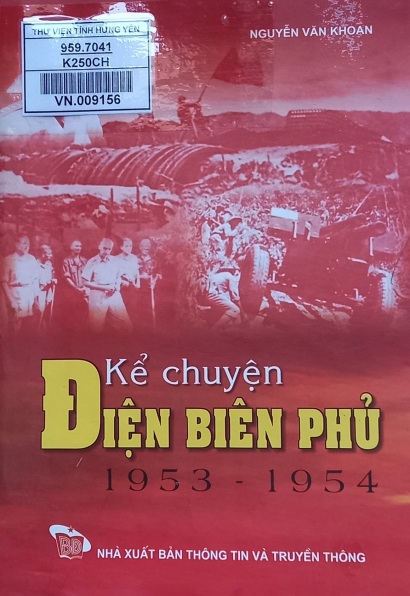 THƯ VIỆN TỈNH HƯNG YÊN
959.7041
K250CH
VN.009156
NGUYỄN VĂN KHOAN
Kể chuyện
ĐIỆN BIÊN PHỦ
1953 - 1954
BĐ
NHÀ XUẤT BẢN THÔNG TIN VÀ TRUYỀN THÔNG